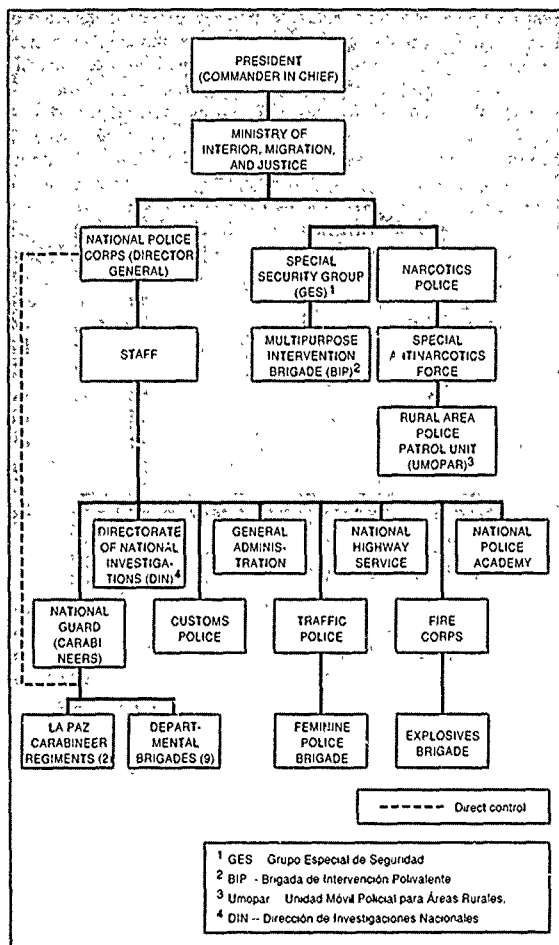 PRESIDENT
(COMMANDER IN CHIEF)
MINISTRY OF
INTERIOR, MIGRATION,
AND JUSTICE
NATIONAL POLICE
CORPS (DIRECTOR
GENERAL)
SPECIAL
SECURITY GROUP
(GES) 1
NARCOTICS
POLICE
STAFF
MULTIPURPOSE
INTERVENTION
BRIGADE (BIP) 2
SPECIAL
A TINARCOTICS
FORCE
RURAL AREA
POLICE
PATROL UNIT
(UMOPAR) 3
DIRECTORATE
OF NATIONAL
INVESTIGA-
TIONS (DIN) 4
GENERAL
ADMINIS-
TRATION
NATIONAL
HIGHWAY
SERVICE
NATIONAL
POLICE
ACADEMY
NATIONAL
GUARD
(CARABI
NEERS)
CUSTOMS
POLICE
TRAFFIC
POLICE
FIRE
CORPS
LA PAZ
CARABINEER
REGIMENTS (2)
DEPART-
MENTAL
BRIGADES (9)
FEMININE
POLICE
BRIGADE
EXPLOSIVES
BRIGADE
Direct control
1 GES Grupo Especial de Seguridad
2 BIP - Brigada de Intervención Polivalente
3 Umopar Unidad Móvil Policial para Áreas Rurales.
4 DIN -- Dirección de Investigaciones Nacionales